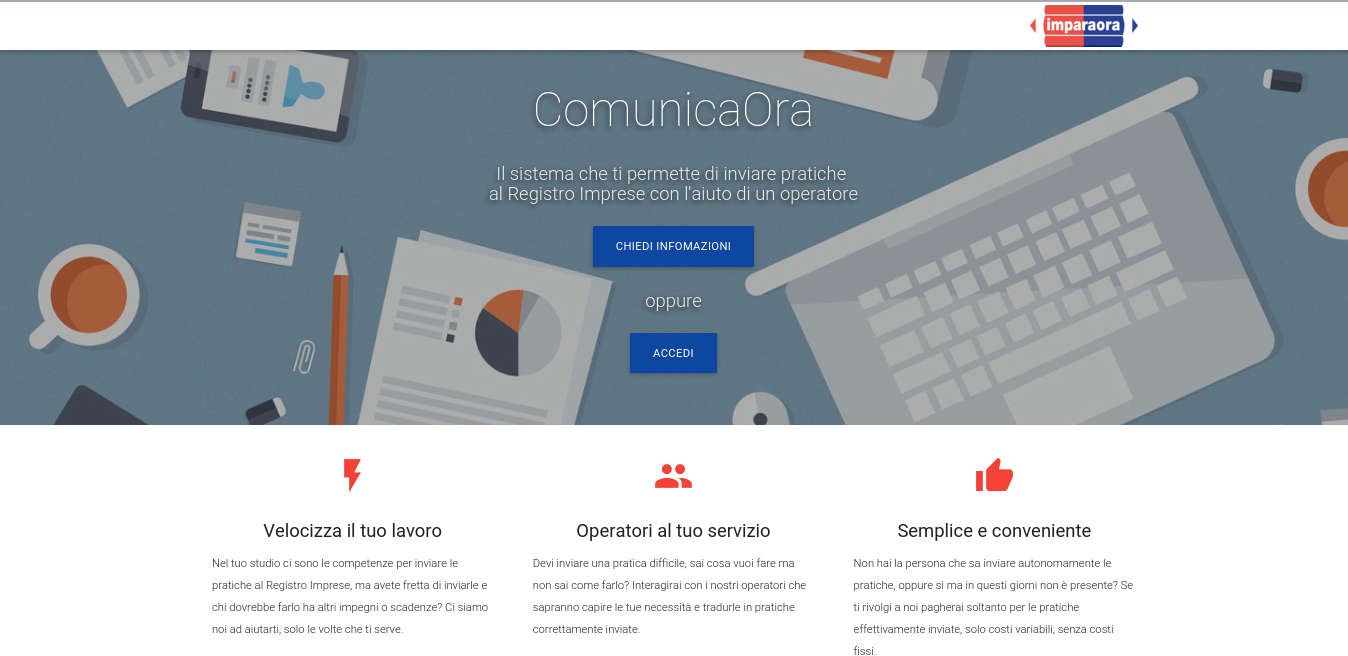 imparaora
ComunicaOra
Il sistema che ti permette di inviare pratiche
al Registro Imprese con l'aiuto di un operatore
CHIEDI INFOMAZIONI
oppure
ACCEDI
Velocizza il tuo lavoro
Nel tuo studio ci sono le competenze per inviare le
pratiche al Registro Imprese, ma avete fretta di inviarle e
chi dovrebbe farlo ha altri impegni o scadenze? Ci siamo
noi ad aiutarti, solo le volte che ti serve.
Operatori al tuo servizio
Devi inviare una pratica difficile, sai cosa vuoi fare ma
non sai come farlo? Interagirai con i nostri operatori che
sapranno capire le tue necessità e tradurle in pratiche
correttamente inviate.
Semplice e conveniente
Non hai la persona che sa inviare autonomamente le
pratiche, oppure sì ma in questi giorni non è presente? Se
ti rivolgi a noi pagherai soltanto per le pratiche
effettivamente inviate, solo costi variabili, senza costi
fissi.